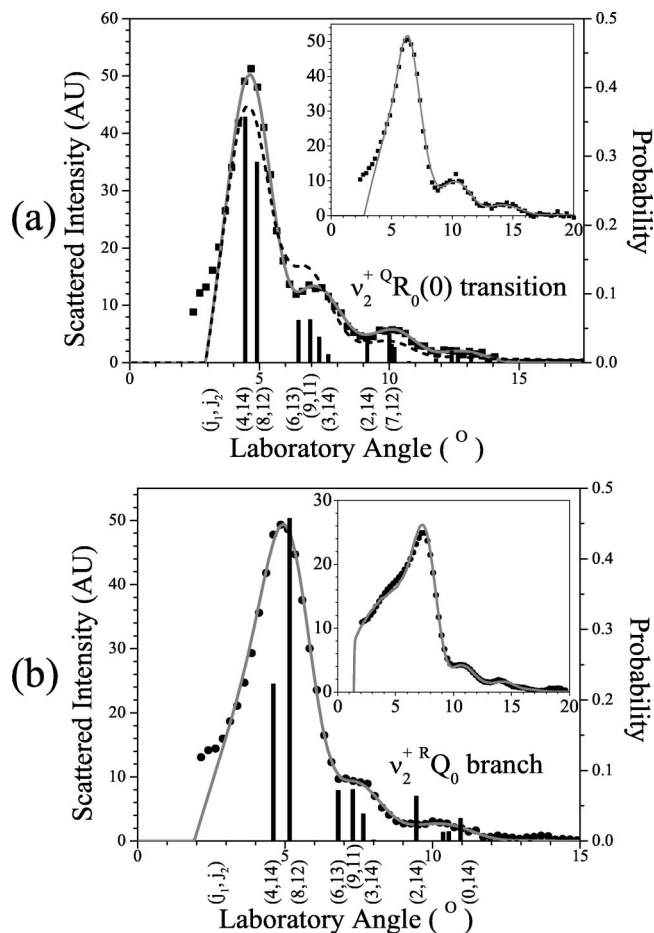 (a)
Scattered Intensity (AU)
60
50
40
30
20
10
0
0.5
0.4
0.3
0.2
0.1
0.0
Probability
50
40
30
20
10
0
0 5 10 15 20
ν₂⁺ ᵠR₀(0) transition
0 5 10 15
(j₁, j₂) (4,14) (8,12) (6,13) (9,11) (3,14) (2,14) (7,12)
Laboratory Angle (°)
(b)
Scattered Intensity (AU)
50
40
30
20
10
0
0.5
0.4
0.3
0.2
0.1
0.0
Probability
30
20
10
0
0 5 10 15 20
ν₂⁺ ᴿQ₀ branch
0 5 10 15
(j₁, j₂) (4,14) (8,12) (6,13) (9,11) (3,14) (2,14) (0,14)
Laboratory Angle (°)